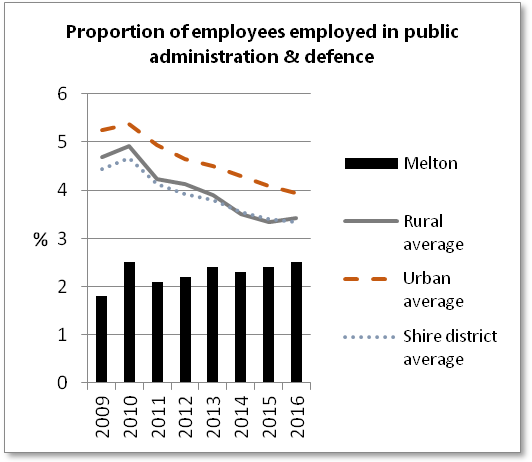 Proportion of employees employed in public
administration & defence
6
5
4
3
2
1
0
%
2009
2010
2011
2012
2013
2014
2015
2016
Melton
Rural
average
Urban
average
Shire district
average